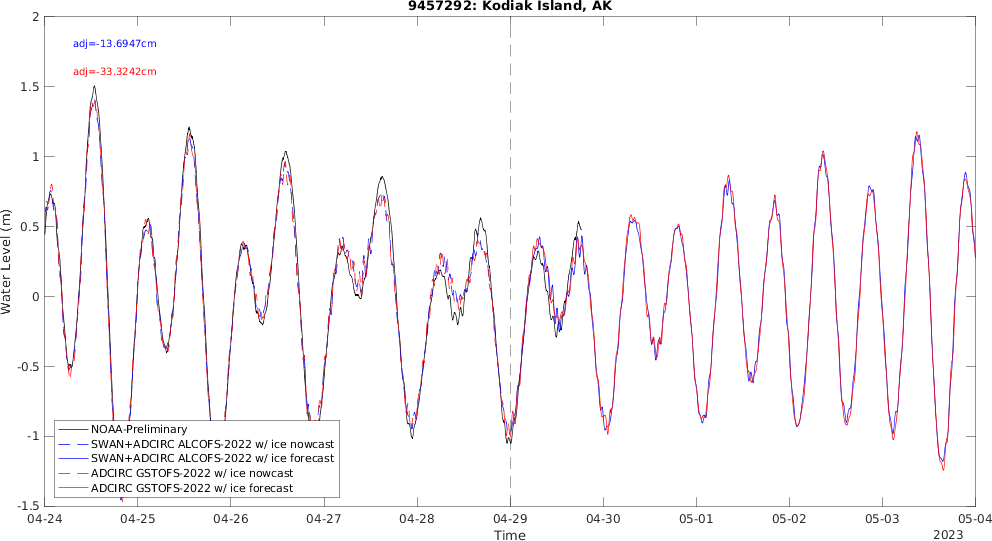 9457292: Kodiak Island, AK
adj=-13.6947cm
adj=-33.3242cm
Water Level (m)
2
1.5
1
0.5
0
-0.5
-1
-1.5
NOAA-Preliminary
SWAN+ADCIRC ALCOFS-2022 w/ ice nowcast
SWAN+ADCIRC ALCOFS-2022 w/ ice forecast
ADCIRC GSTOFS-2022 w/ ice nowcast
ADCIRC GSTOFS-2022 w/ ice forecast
04-24 04-25 04-26 04-27 04-28 04-29 04-30 05-01 05-02 05-03 05-04
Time
2023